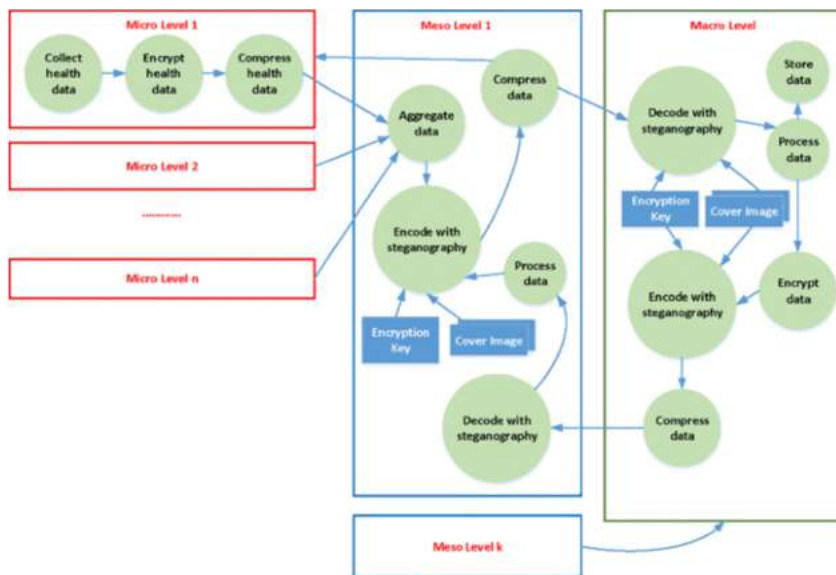 Micro Level 1
Collect
health
data
Encrypt
health
data
Compress
health
data
Micro Level 2
............
Micro Level n
Meso Level 1
Compress
data
Aggregate
data
Encode with
steganography
Process
data
Encryption
Key
Cover Image
Decode with
steganography
Meso Level k
Macro Level
Store
data
Decode with
steganography
Process
data
Encryption
Key
Cover Image
Encode with
steganography
Encrypt
data
Compress
data